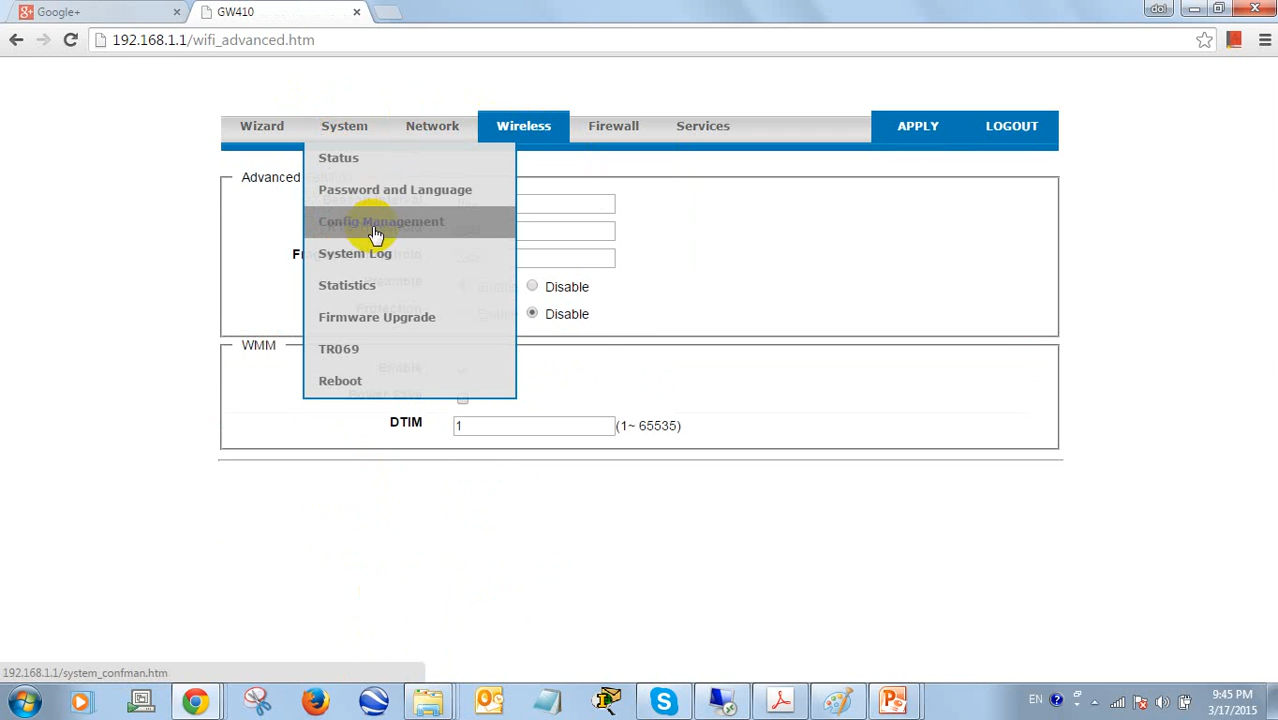 Google+
GW410
dol
192.168.1.1/wifi_advanced.htm
Wizard System Network Wireless Firewall Services APPLY LOGOUT
Status
Advanced
Password and Language
Config Management
System Log
Statistics Disable
Firmware Upgrade Disable
WMM
TR069
Reboot
DTIM 1 (1~ 65535)
192.168.1.1/system_confman.htm
EN
9:45 PM
3/17/2015